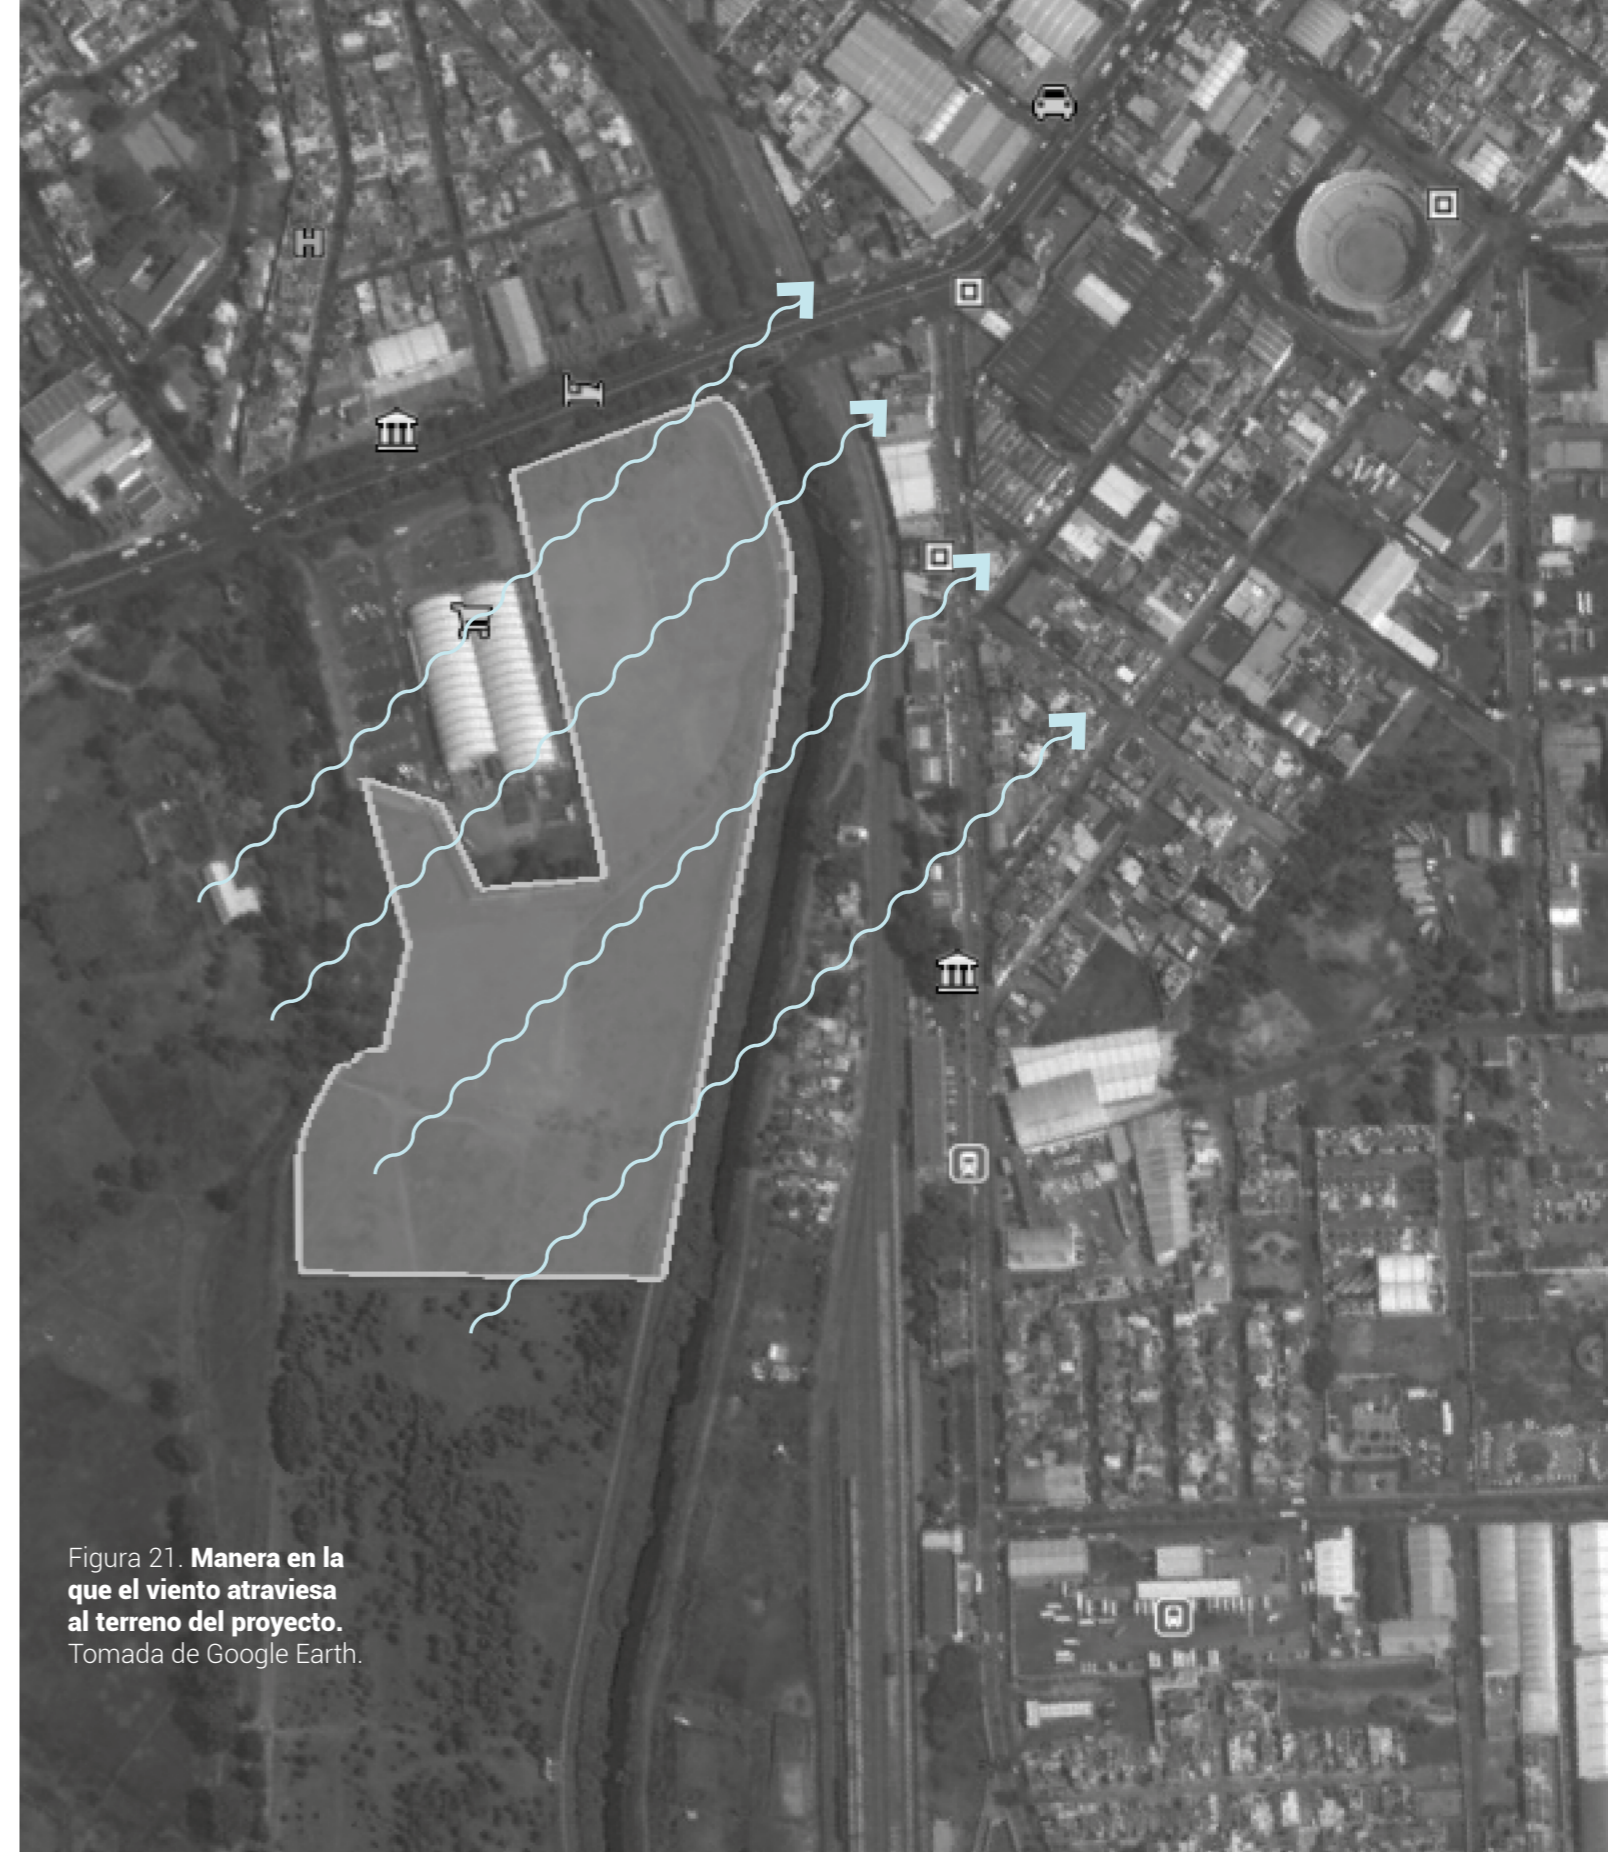 H
Figura 21. Manera en la
que el viento atraviesa
al terreno del proyecto.
Tomada de Google Earth.